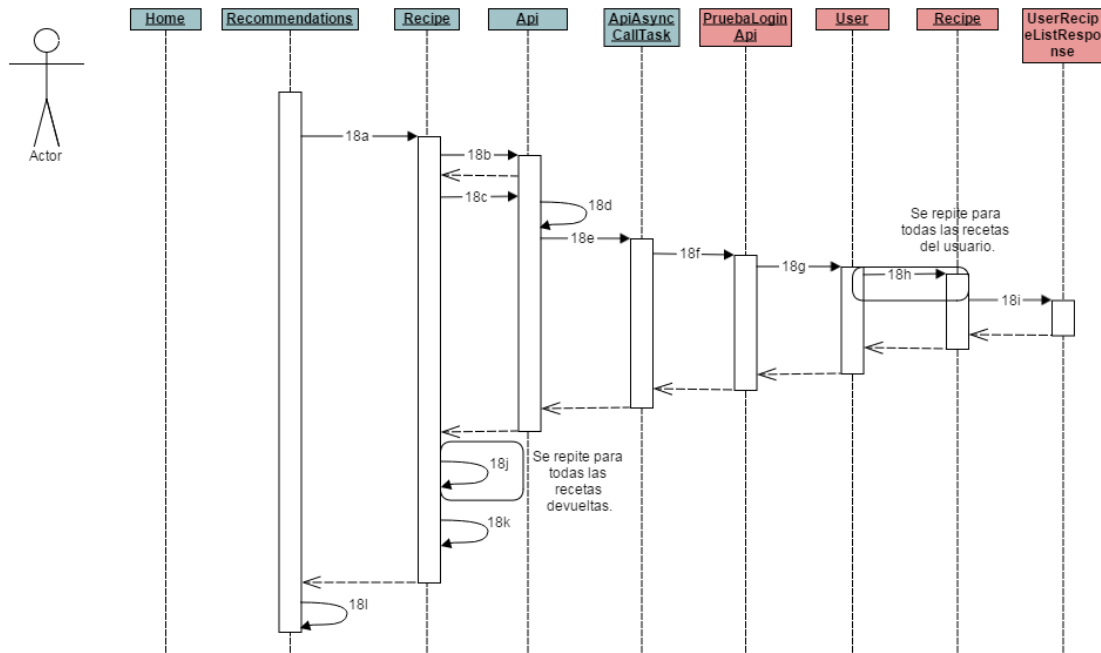 Home
Recommendations
Recipe
Api
ApiAsync
CallTask
PruebaLogin
Api
User
Recipe
UserRecip
eListRespo
nse
Actor
18a
18b
18c
18d
18e
18f
18g
Se repite para
todas las recetas
del usuario.
18h
18i
18j
Se repite para
todas las
recetas
devueltas.
18k
18l